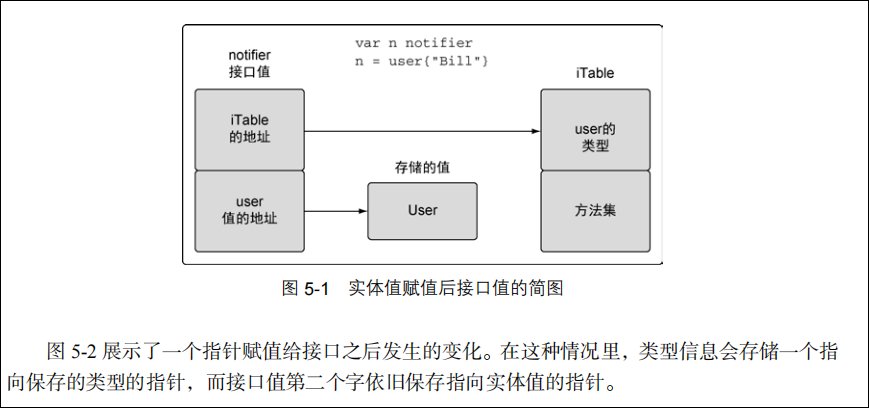 var n notifier
n = user{"Bill"}
notifier
接口值
iTable
iTable
的地址
user的
类型
存储的值
user
值的地址
User
方法集
图 5-1 实体值赋值后接口值的简图
图 5-2 展示了一个指针赋值给接口之后发生的变化。在这种情况里，类型信息会存储一个指
向保存的类型的指针，而接口值第二个字依旧保存指向实体值的指针。